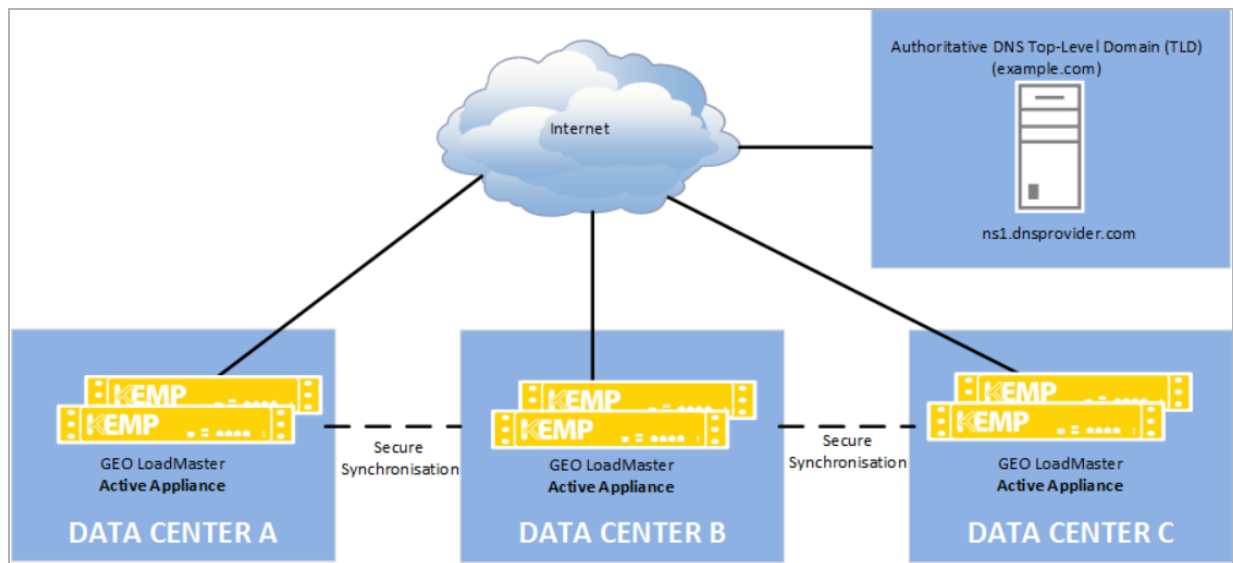 Authoritative DNS Top-Level Domain (TLD)
(example.com)
Internet
ns1.dnsprovider.com
KEMP
KEMP
GEO LoadMaster
Active Appliance
DATA CENTER A
Secure
Synchronisation
KEMP
KEMP
GEO LoadMaster
Active Appliance
DATA CENTER B
Secure
Synchronisation
KEMP
KEMP
GEO LoadMaster
Active Appliance
DATA CENTER C